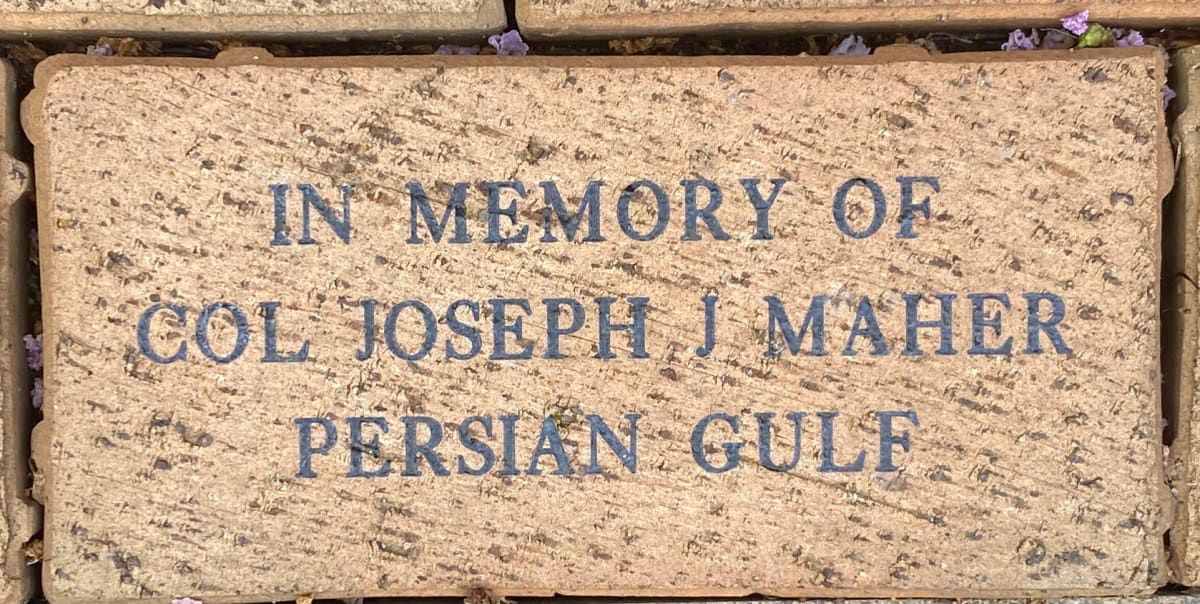 IN MEMORY OF
COL JOSEPH J MAHER
PERSIAN GULF